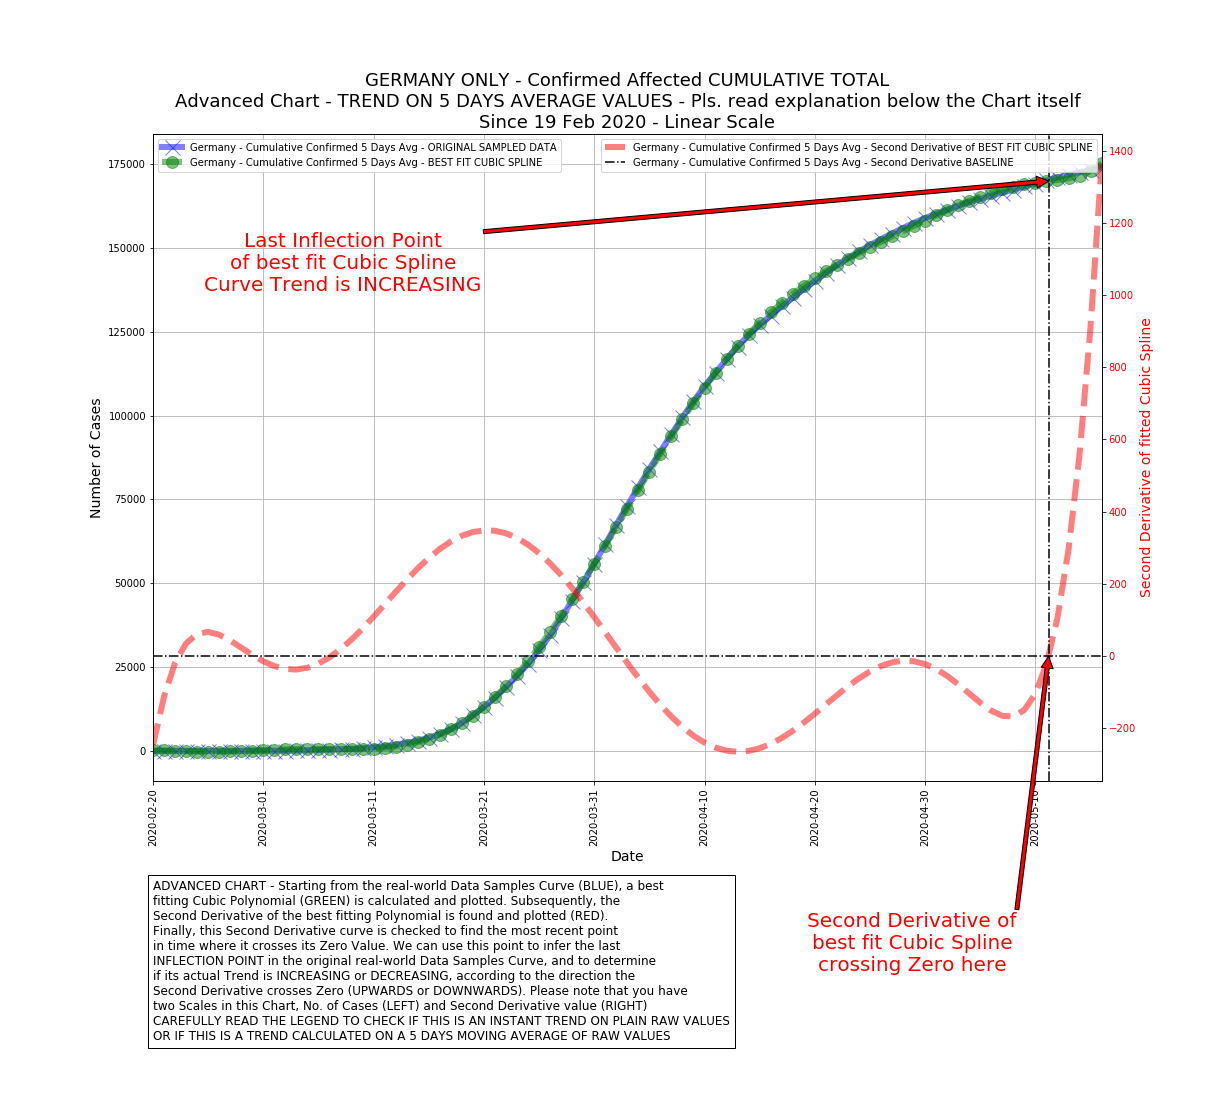 GERMANY ONLY - Confirmed Affected CUMULATIVE TOTAL
Advanced Chart - TREND ON 5 DAYS AVERAGE VALUES - Pls. read explanation below the Chart itself
Since 19 Feb 2020 - Linear Scale
Germany - Cumulative Confirmed 5 Days Avg - ORIGINAL SAMPLED DATA
Germany - Cumulative Confirmed 5 Days Avg - BEST FIT CUBIC SPLINE
Germany - Cumulative Confirmed 5 Days Avg - Second Derivative of BEST FIT CUBIC SPLINE
Germany - Cumulative Confirmed 5 Days Avg - Second Derivative BASELINE
Last Inflection Point
of best fit Cubic Spline
Curve Trend is INCREASING
Number of Cases
175000
150000
125000
100000
75000
50000
25000
0
1400
1200
1000
800
600
400
200
0
−200
Second Derivative of fitted Cubic Spline
2020-02-20
2020-03-01
2020-03-11
2020-03-21
2020-03-31
2020-04-10
2020-04-20
2020-04-30
2020-05-10
Date
ADVANCED CHART - Starting from the real-world Data Samples Curve (BLUE), a best
fitting Cubic Polynomial (GREEN) is calculated and plotted. Subsequently, the
Second Derivative of the best fitting Polynomial is found and plotted (RED).
Finally, this Second Derivative curve is checked to find the most recent point
in time where it crosses its Zero Value. We can use this point to infer the last
INFLECTION POINT in the original real-world Data Samples Curve, and to determine
if its actual Trend is INCREASING or DECREASING, according to the direction the
Second Derivative crosses Zero (UPWARDS or DOWNWARDS). Please note that you have
two Scales in this Chart, No. of Cases (LEFT) and Second Derivative value (RIGHT)
CAREFULLY READ THE LEGEND TO CHECK IF THIS IS AN INSTANT TREND ON PLAIN RAW VALUES
OR IF THIS IS A TREND CALCULATED ON A 5 DAYS MOVING AVERAGE OF RAW VALUES
Second Derivative of
best fit Cubic Spline
crossing Zero here